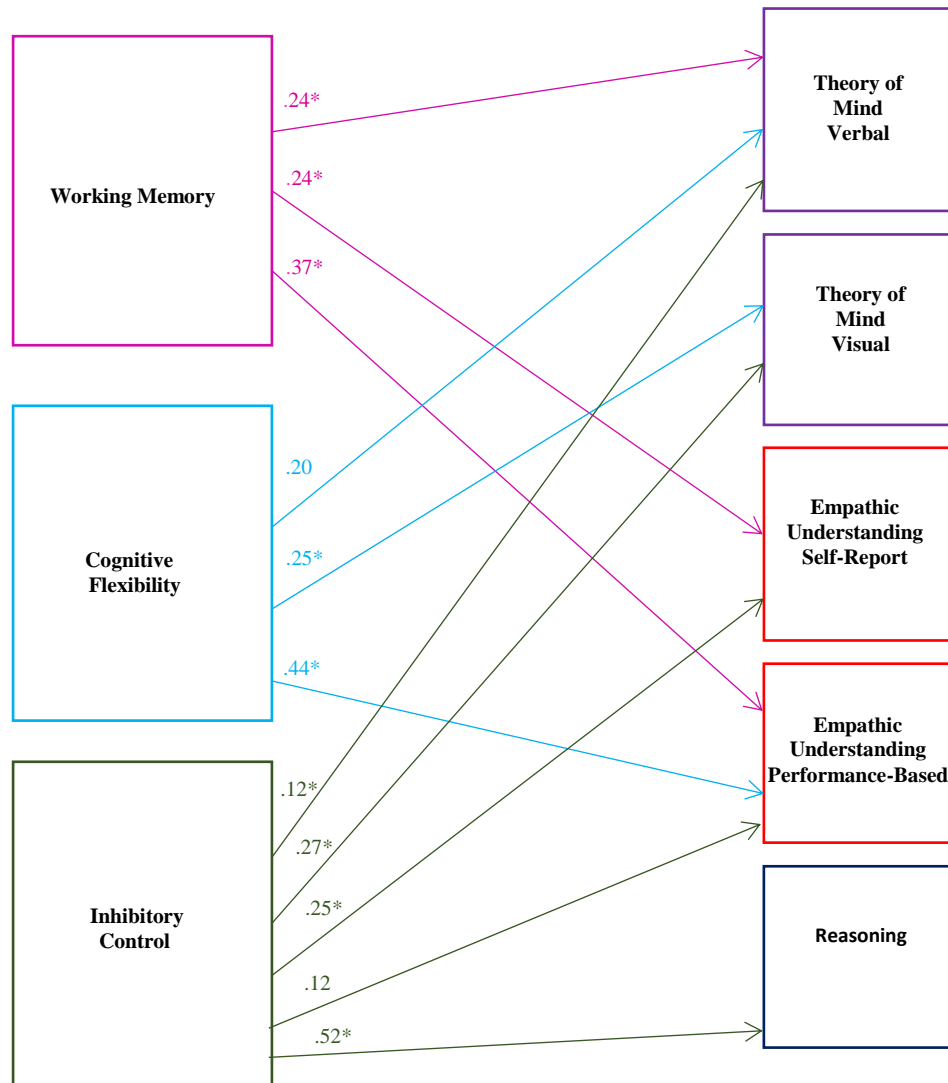 Working Memory
.24*
.24*
.37*
Cognitive
Flexibility
.20
.25*
.44*
Inhibitory
Control
.12*
.27*
.25*
.12
.52*
Theory of
Mind
Verbal
Theory of
Mind
Visual
Empathic
Understanding
Self-Report
Empathic
Understanding
Performance-Based
Reasoning